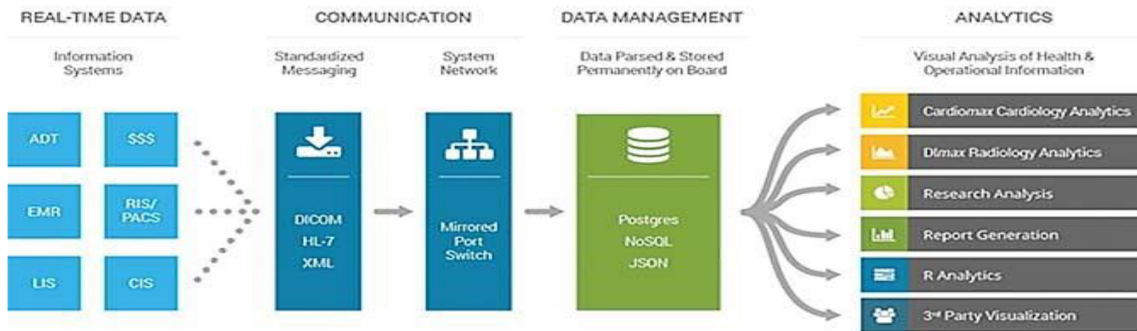 REAL-TIME DATA
COMMUNICATION
DATA MANAGEMENT
ANALYTICS
Information
Systems
Standardized
Messaging
System
Network
Data Parsed & Stored
Permanently on Board
Visual Analysis of Health &
Operational Information
ADT
SSS
EMR
RIS/
PACS
LIS
CIS
DICOM
HL-7
XML
Mirrored
Port
Switch
Postgres
NoSQL
JSON
Cardiomax Cardiology Analytics
DImax Radiology Analytics
Research Analysis
Report Generation
R Analytics
3rd Party Visualization